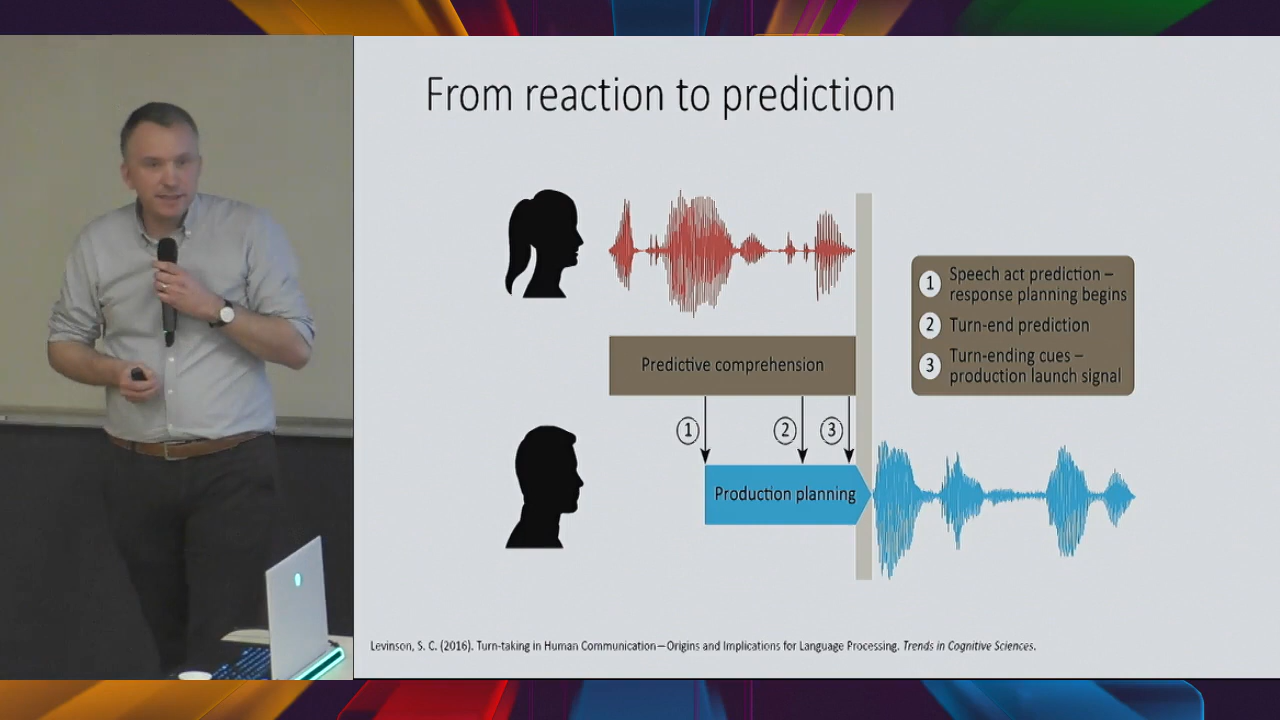 From reaction to prediction
Predictive comprehension
1
2
3
Production planning
1 Speech act prediction –
response planning begins
2 Turn-end prediction
3 Turn-ending cues –
production launch signal
Levinson, S. C. (2016). Turn-taking in Human Communication—Origins and Implications for Language Processing. Trends in Cognitive Sciences.